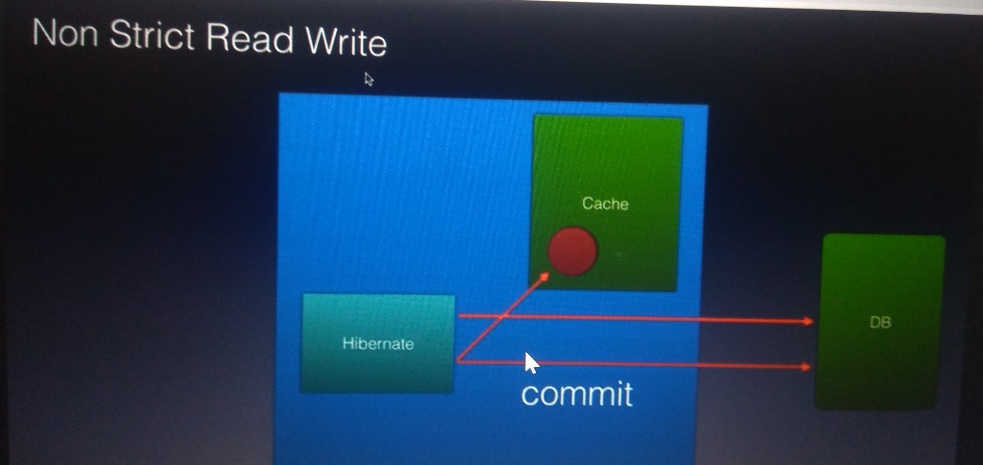 Non Strict Read Write
Cache
Hibernate
DB
commit